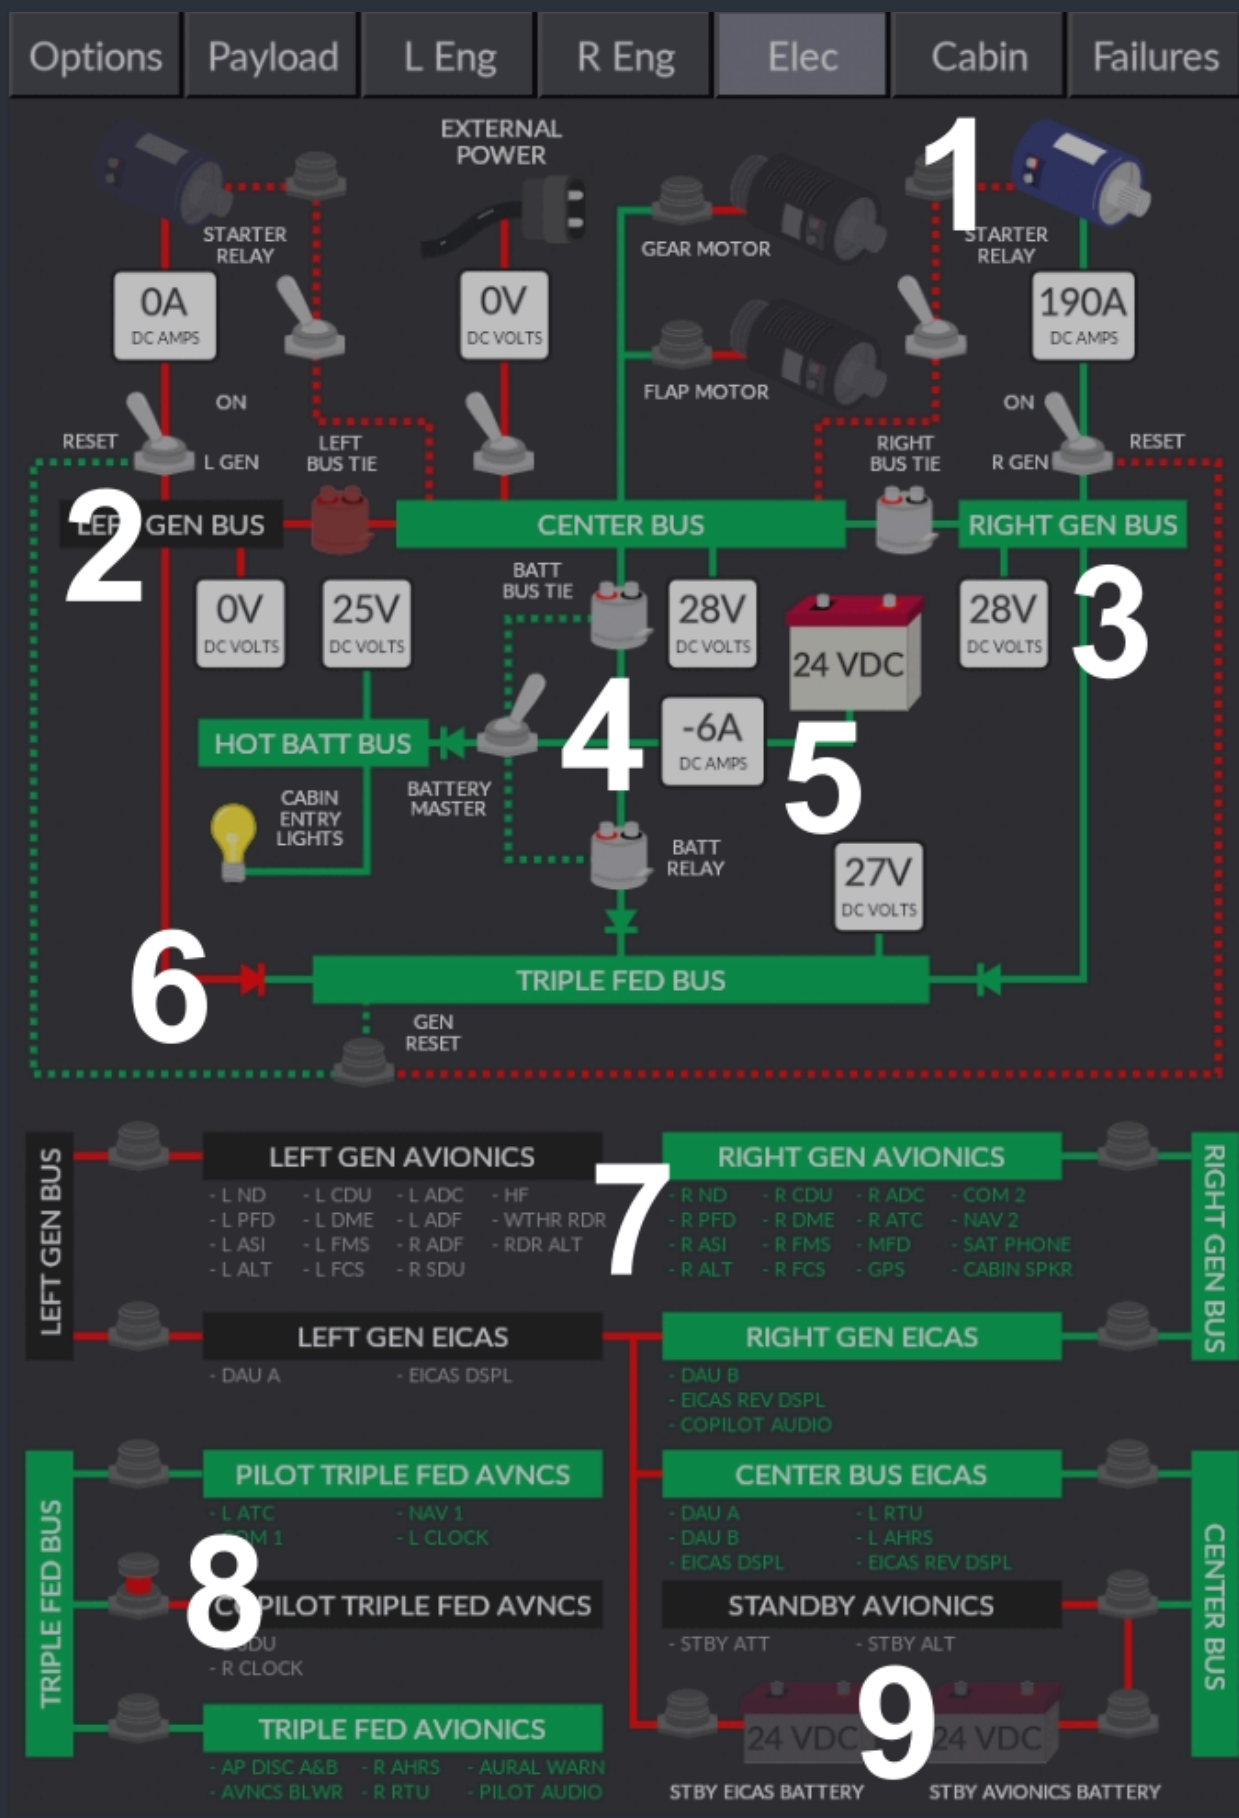 Options Payload L Eng R Eng Elec Cabin Failures
EXTERNAL
POWER
1
STARTER
RELAY
GEAR MOTOR
STARTER
RELAY
0A
DC AMPS
0V
DC VOLTS
190A
DC AMPS
FLAP MOTOR
ON
ON
RESET
L GEN
LEFT
BUS TIE
RIGHT
BUS TIE
R GEN
RESET
2
GEN BUS
CENTER BUS
RIGHT GEN BUS
BATT
BUS TIE
0V
DC VOLTS
25V
DC VOLTS
28V
DC VOLTS
24 VDC
28V
DC VOLTS
3
4
-6A
DC AMPS
5
HOT BATT BUS
BATTERY
MASTER
CABIN
ENTRY
LIGHTS
BATT
RELAY
27V
DC VOLTS
6
TRIPLE FED BUS
GEN
RESET
LEFT GEN BUS
LEFT GEN AVIONICS
- L ND - L CDU - L ADC - HF
- L PFD - L DME - L ADF - WTHR RDR
- L ASI - L FMS - R ADF - RDR ALT
- L ALT - L FCS - R SDU
7
RIGHT GEN AVIONICS
- R ND - R CDU - R ADC - COM 2
- R PFD - R DME - R ATC - NAV 2
- R ASI - R FMS - MFD - SAT PHONE
- R ALT - R FCS - GPS - CABIN SPKR
RIGHT GEN BUS
LEFT GEN EICAS
- DAU A - EICAS DSPL
RIGHT GEN EICAS
- DAU B
- EICAS REV DSPL
- COPILOT AUDIO
TRIPLE FED BUS
PILOT TRIPLE FED AVNCS
- L ATC - NAV 1
COM 1 - L CLOCK
CENTER BUS EICAS
- DAU A - L RTU
- DAU B - L AHRS
- EICAS DSPL - EICAS REV DSPL
CENTER BUS
8
COPILOT TRIPLE FED AVNCS
- R CLOCK
STANDBY AVIONICS
- STBY ATT - STBY ALT
TRIPLE FED AVIONICS
- AP DISC A&B - R AHRS - AURAL WARN
- AVNCS BLWR - R RTU - PILOT AUDIO
24 VDC 9 24 VDC
STBY EICAS BATTERY STBY AVIONICS BATTERY